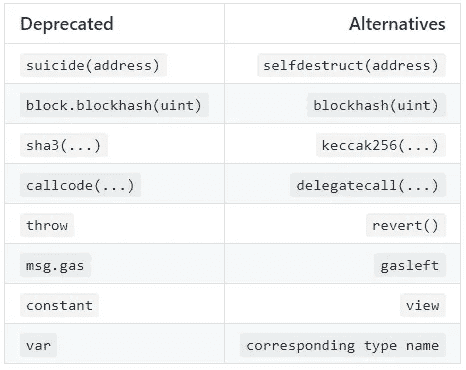 Deprecated Alternatives
suicide(address) selfdestruct(address)
block.blockhash(uint) blockhash(uint)
sha3(...) keccak256(...)
callcode(...) delegatecall(...)
throw revert()
msg.gas gasleft
constant view
var corresponding type name